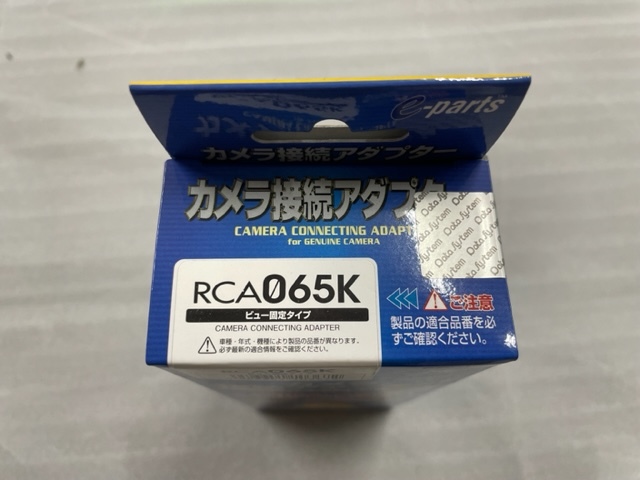 e-parts
カメラ接続アダプター
カメラ接続アダプタ
CAMERA CONNECTING ADAPT
for GENUINE CAMERA
Data System
RCA065K
ビュー固定タイプ
CAMERA CONNECTING ADAPTER
車種・年式・機種により製品の品番が異なります。
必ず最新の適合情報をご確認ください。
ご注意
製品の適合品番を必
ずご確認ください。